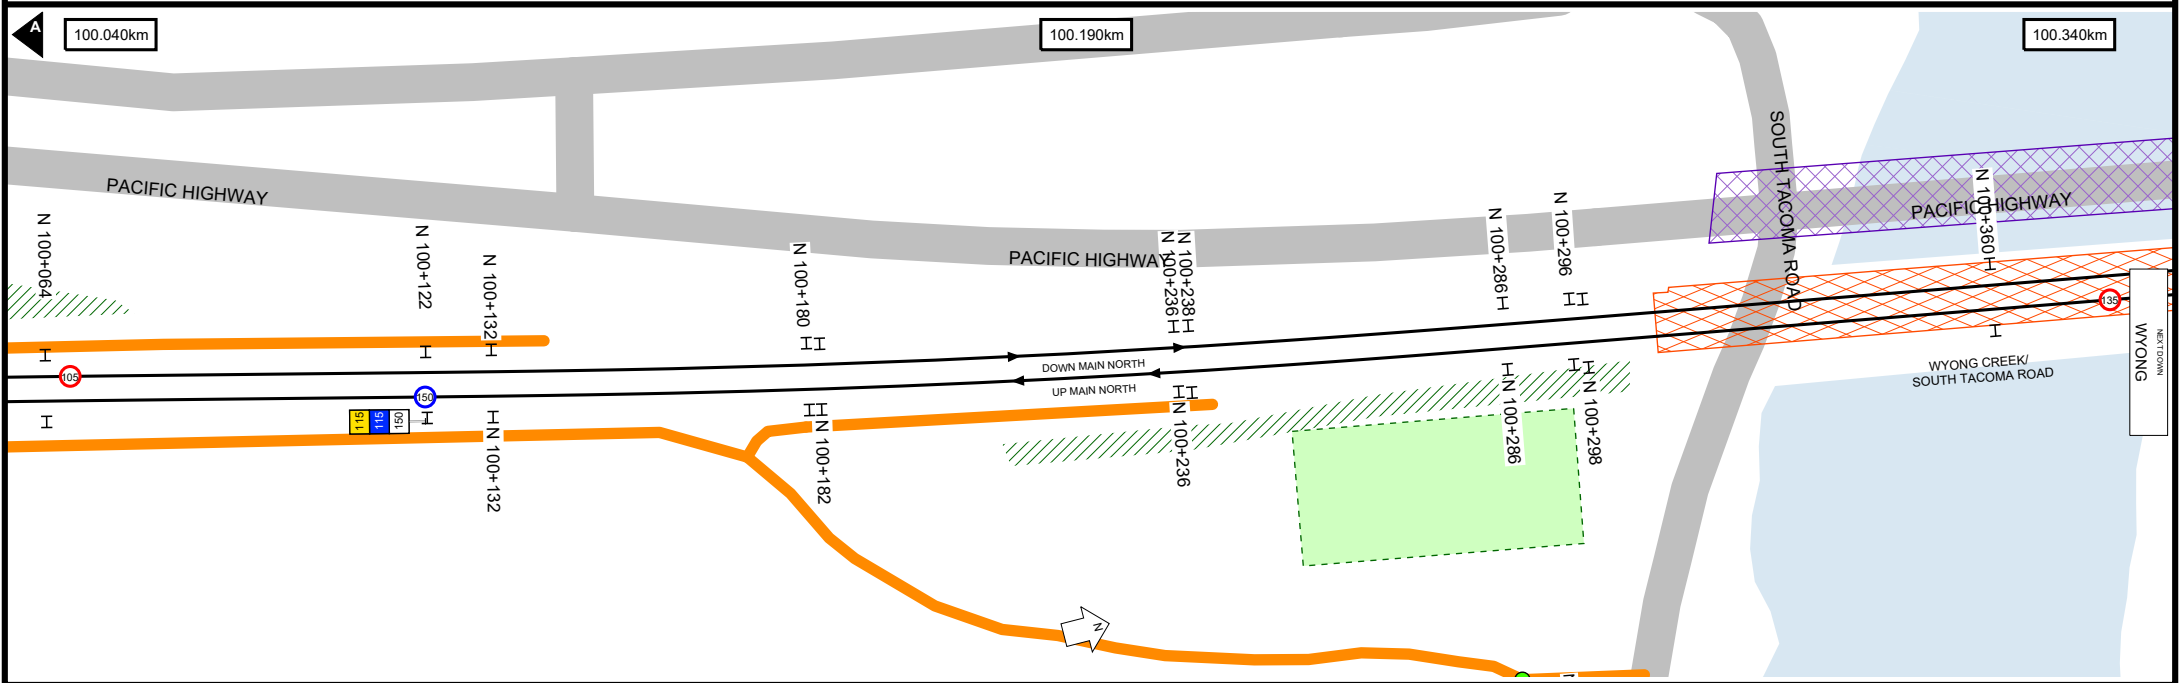 A
100.040km
100.190km
100.340km
PACIFIC HIGHWAY
PACIFIC HIGHWAY
PACIFIC HIGHWAY
SOUTH TACOMA ROAD
N 100+064
N 100+122
N 100+132
N 100+180
N 100+236
N 100+238
N 100+286
N 100+296
N 100+360
105
150
135
DOWN MAIN NORTH
UP MAIN NORTH
115
115
150
N 100+132
N 100+182
N 100+236
N 100+286
N 100+298
WYONG CREEK/
SOUTH TACOMA ROAD
NEXT DOWN
WYONG
N